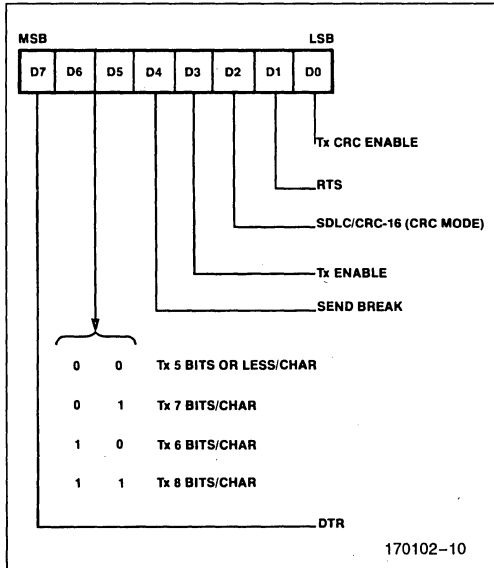 MSB LSB
D7 D6 D5 D4 D3 D2 D1 D0
Tx CRC ENABLE
RTS
SDLC/CRC-16 (CRC MODE)
Tx ENABLE
SEND BREAK
0 0 Tx 5 BITS OR LESS/CHAR
0 1 Tx 7 BITS/CHAR
1 0 Tx 6 BITS/CHAR
1 1 Tx 8 BITS/CHAR
DTR
170102-10